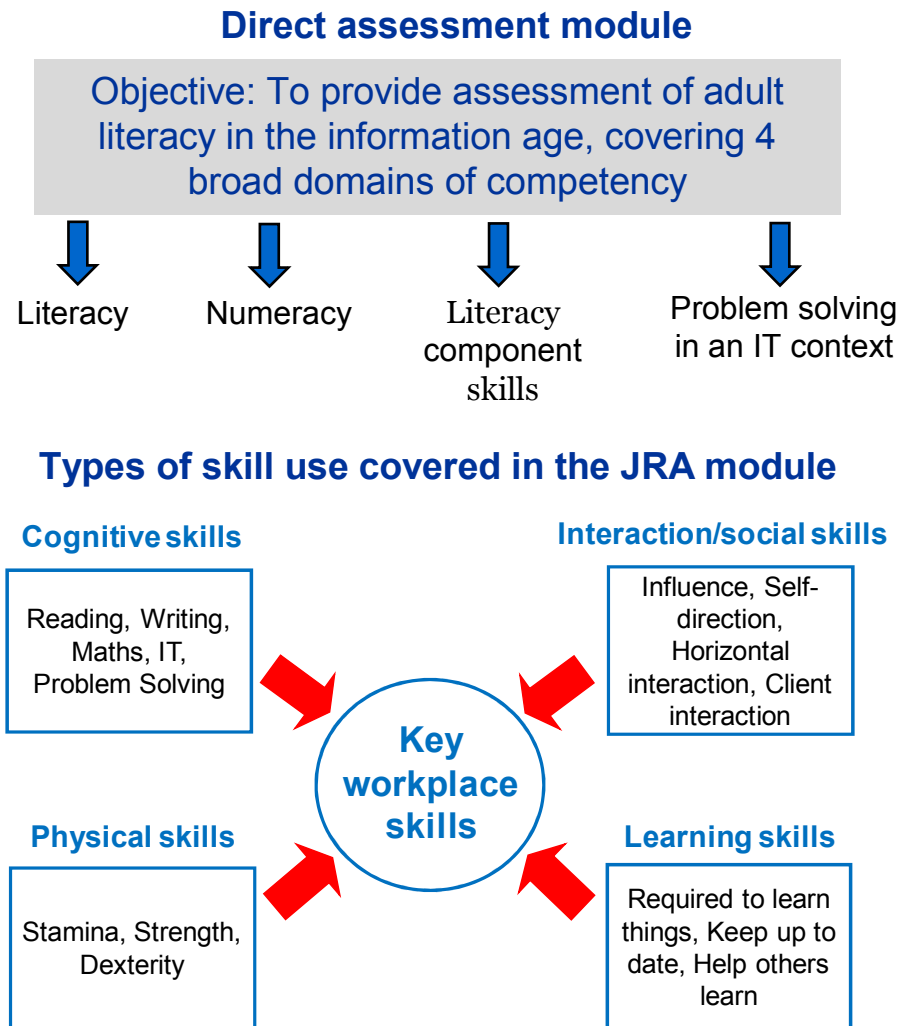 Direct assessment module
Objective: To provide assessment of adult
literacy in the information age, covering 4
broad domains of competency
Literacy
Numeracy
Literacy
component
skills
Problem solving
in an IT context
Types of skill use covered in the JRA module
Cognitive skills
Reading, Writing,
Maths, IT,
Problem Solving
Interaction/social skills
Influence, Self-
direction,
Horizontal
interaction, Client
interaction
Key
workplace
skills
Physical skills
Stamina, Strength,
Dexterity
Learning skills
Required to learn
things, Keep up to
date, Help others
learn